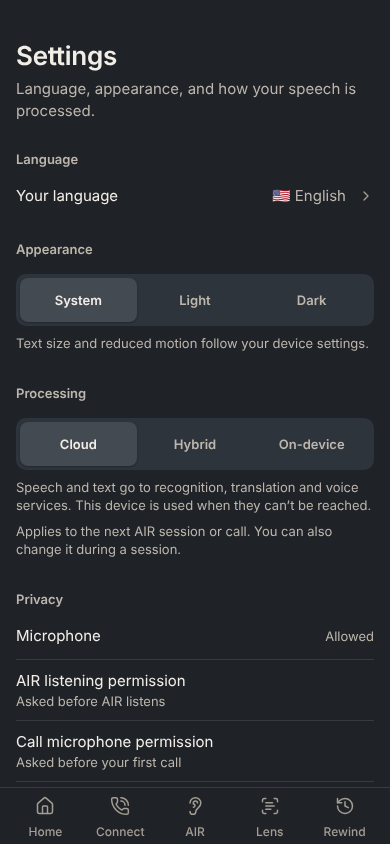 Settings
Language, appearance, and how your speech is
processed.
Language
Your language
English
Appearance
System
Light
Dark
Text size and reduced motion follow your device settings.
Processing
Cloud
Hybrid
On-device
Speech and text go to recognition, translation and voice
services. This device is used when they can’t be reached.
Applies to the next AIR session or call. You can also
change it during a session.
Privacy
Microphone
Allowed
AIR listening permission
Asked before AIR listens
Call microphone permission
Asked before your first call
Home
Connect
AIR
Lens
Rewind